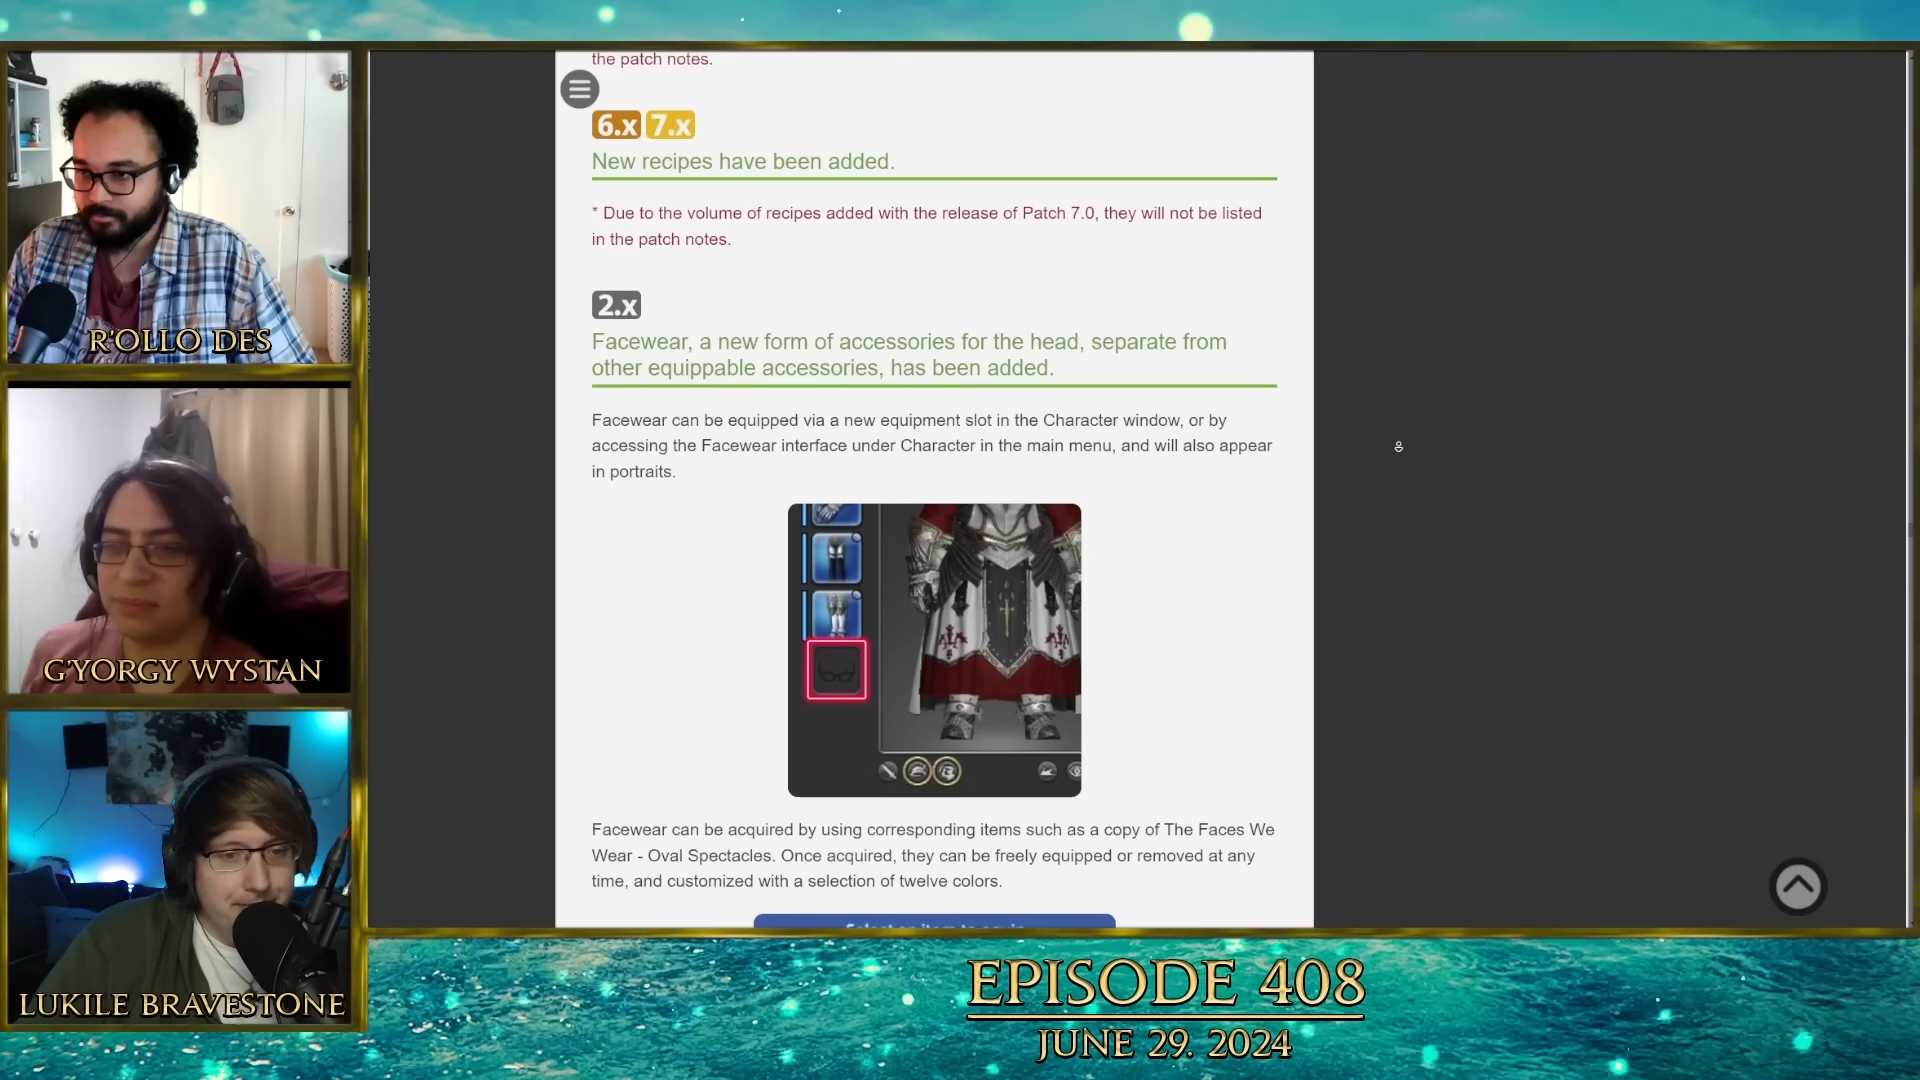 the patch notes.
6.x 7.x
New recipes have been added.
* Due to the volume of recipes added with the release of Patch 7.0, they will not be listed
in the patch notes.
2.x
Facewear, a new form of accessories for the head, separate from
other equippable accessories, has been added.
Facewear can be equipped via a new equipment slot in the Character window, or by
accessing the Facewear interface under Character in the main menu, and will also appear
in portraits.
Facewear can be acquired by using corresponding items such as a copy of The Faces We
Wear - Oval Spectacles. Once acquired, they can be freely equipped or removed at any
time, and customized with a selection of twelve colors.
R'OLLO DES
G'YORGY WYSTAN
LUKILE BRAVESTONE
EPISODE 408
JUNE 29. 2024